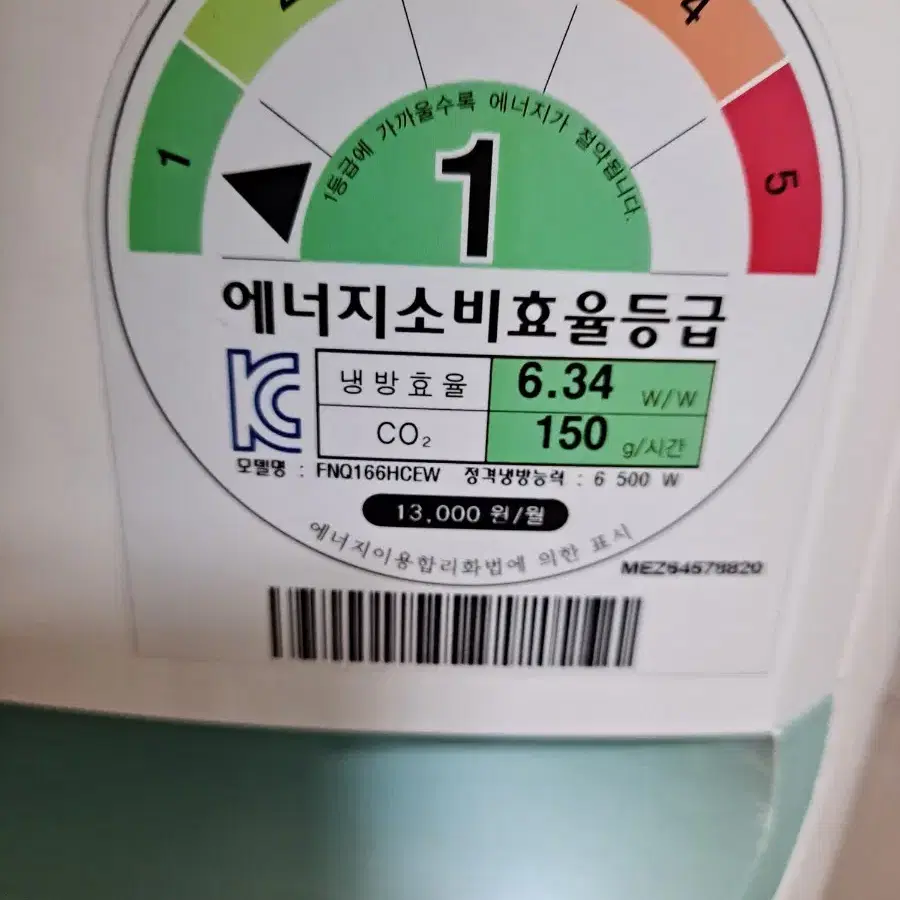 2
4
1
5
1등급에 가까울수록 에너지가 절약됩니다.
1
에너지소비효율등급
냉방효율 6.34 W/W
CO₂ 150 g/시간
모델명 : FNQ166HCEW 정격냉방능력 : 6 500 W
13,000 원/월
에너지이용합리화법에 의한 표시
MEZ64578820